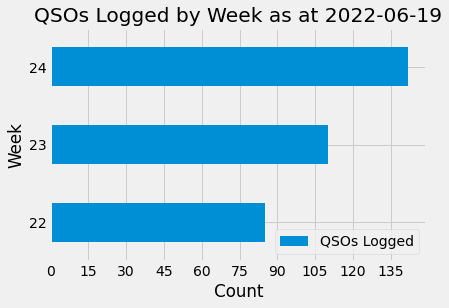 QSOs Logged by Week as at 2022-06-19
24
23
22
Week
QSOs Logged
0 15 30 45 60 75 90 105 120 135
Count